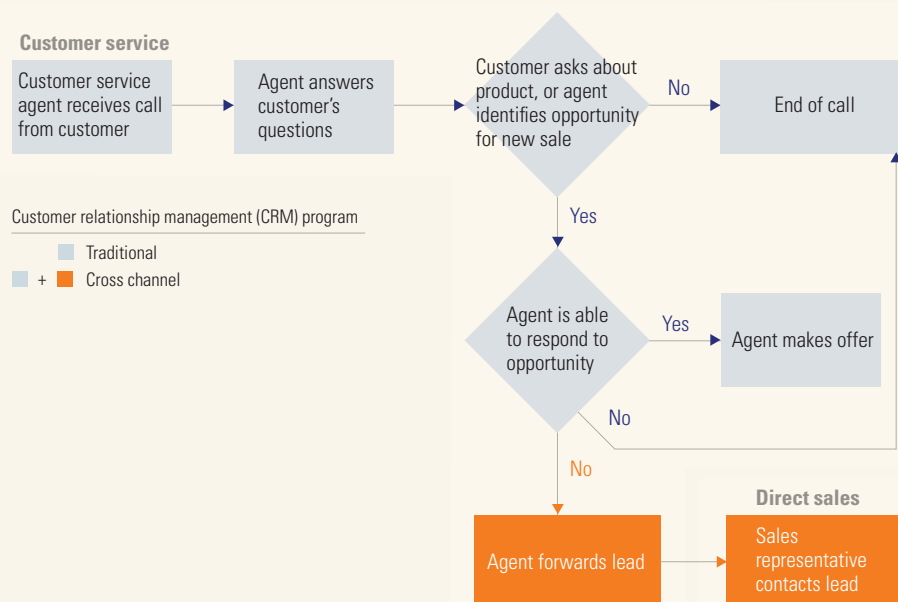 Customer service
Customer service
agent receives call
from customer
Agent answers
customer's
questions
Customer asks about
product, or agent
identifies opportunity
for new sale
No
End of call
Customer relationship management (CRM) program
Traditional
+
Cross channel
Yes
Agent is able
to respond to
opportunity
Yes
Agent makes offer
No
No
Agent forwards lead
Direct sales
Sales
representative
contacts lead